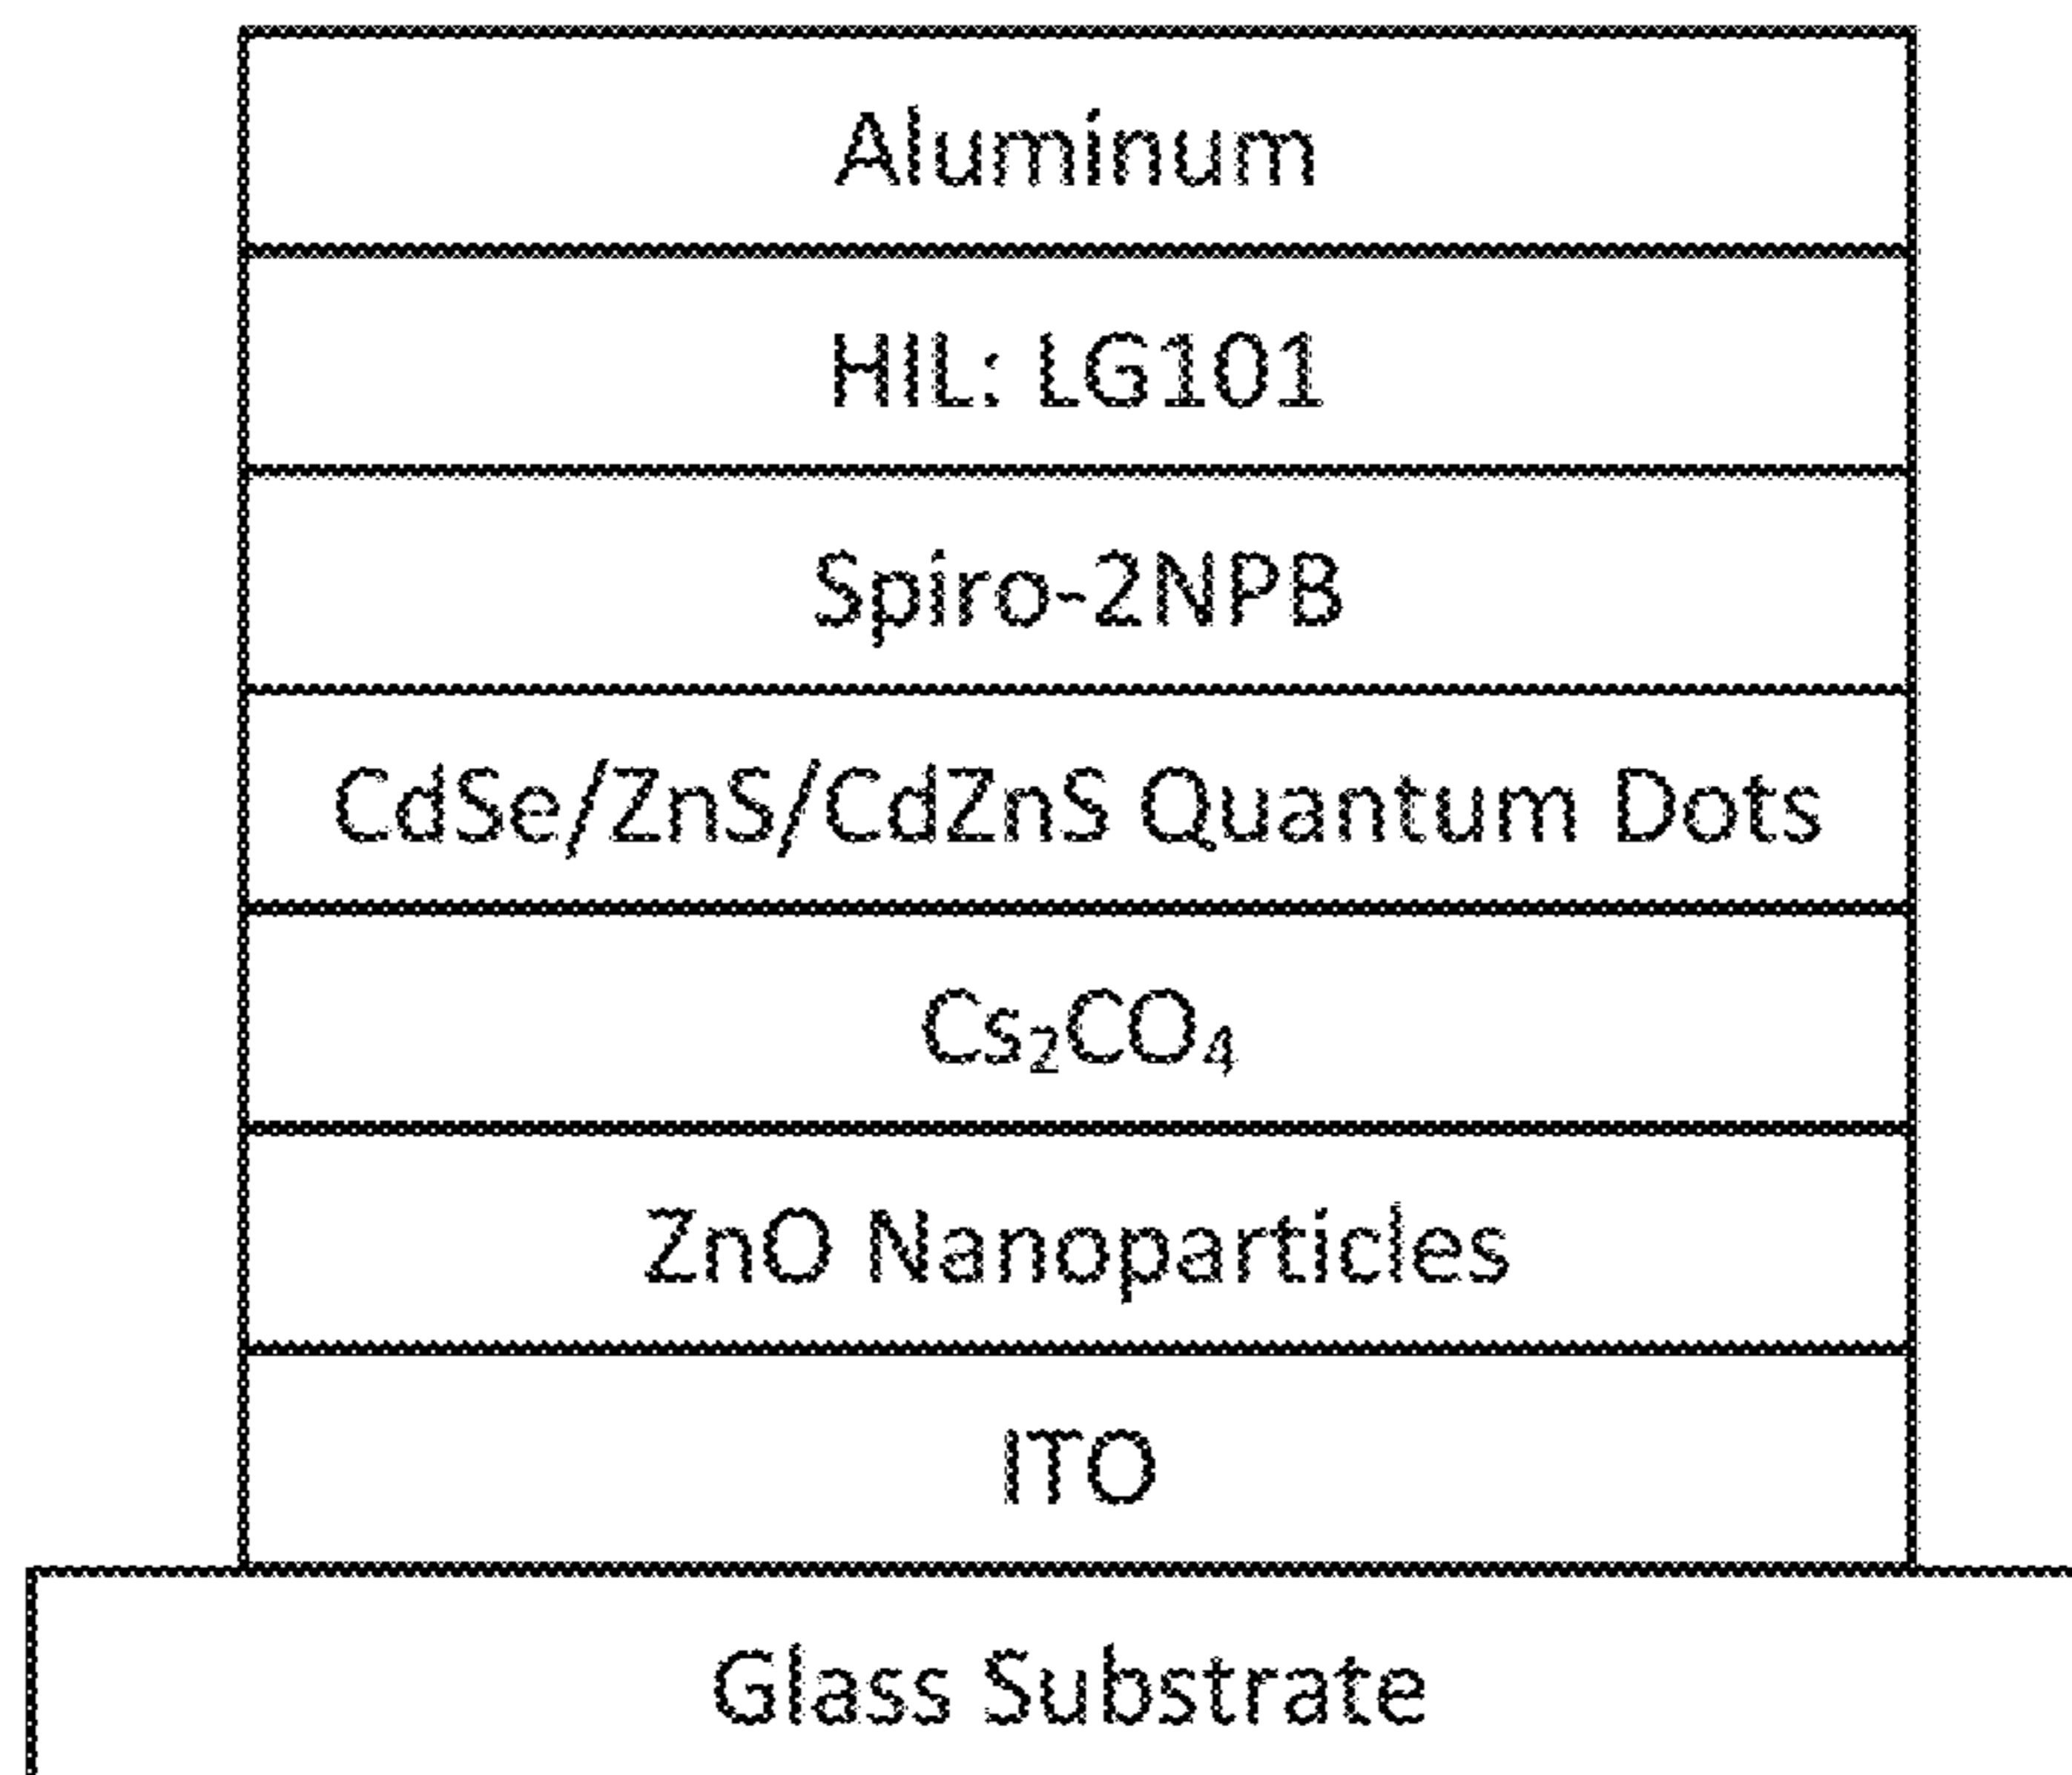 Aluminum
HIL: LG101
Spiro-2NPB
CdSe/ZnS/CdZnS Quantum Dots
Cs₂CO₄
ZnO Nanoparticles
ITO
Glass Substrate